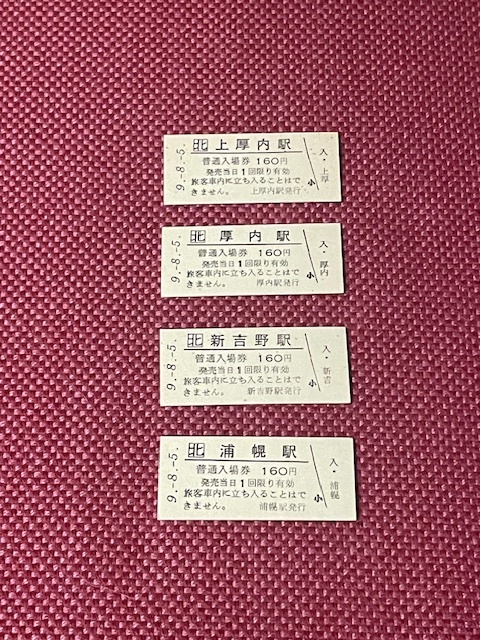 9.-8.-5.
北 上厚内駅
普通入場券 160円
発売当日1回限り有効
旅客車内に立ち入ることはで
きません。 上厚内駅発行
小
入・上厚
9.-8.-5.
北 厚内駅
普通入場券 160円
発売当日1回限り有効
旅客車内に立ち入ることはで
きません。 厚内駅発行
小
入・厚内
9.-8.-5.
北 新吉野駅
普通入場券 160円
発売当日1回限り有効
旅客車内に立ち入ることはで
きません。 新吉野駅発行
小
入・新吉
9.-8.-5.
北 浦幌駅
普通入場券 160円
発売当日1回限り有効
旅客車内に立ち入ることはで
きません。 浦幌駅発行
小
入・浦幌